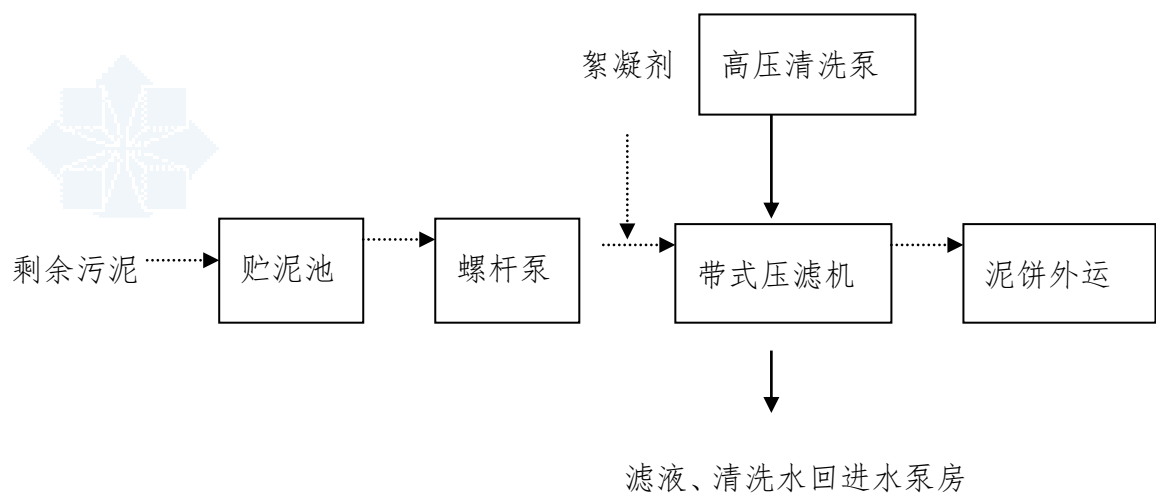 絮凝剂
高压清洗泵
剩余污泥
贮泥池
螺杆泵
带式压滤机
泥饼外运
滤液、清洗水回进水泵房